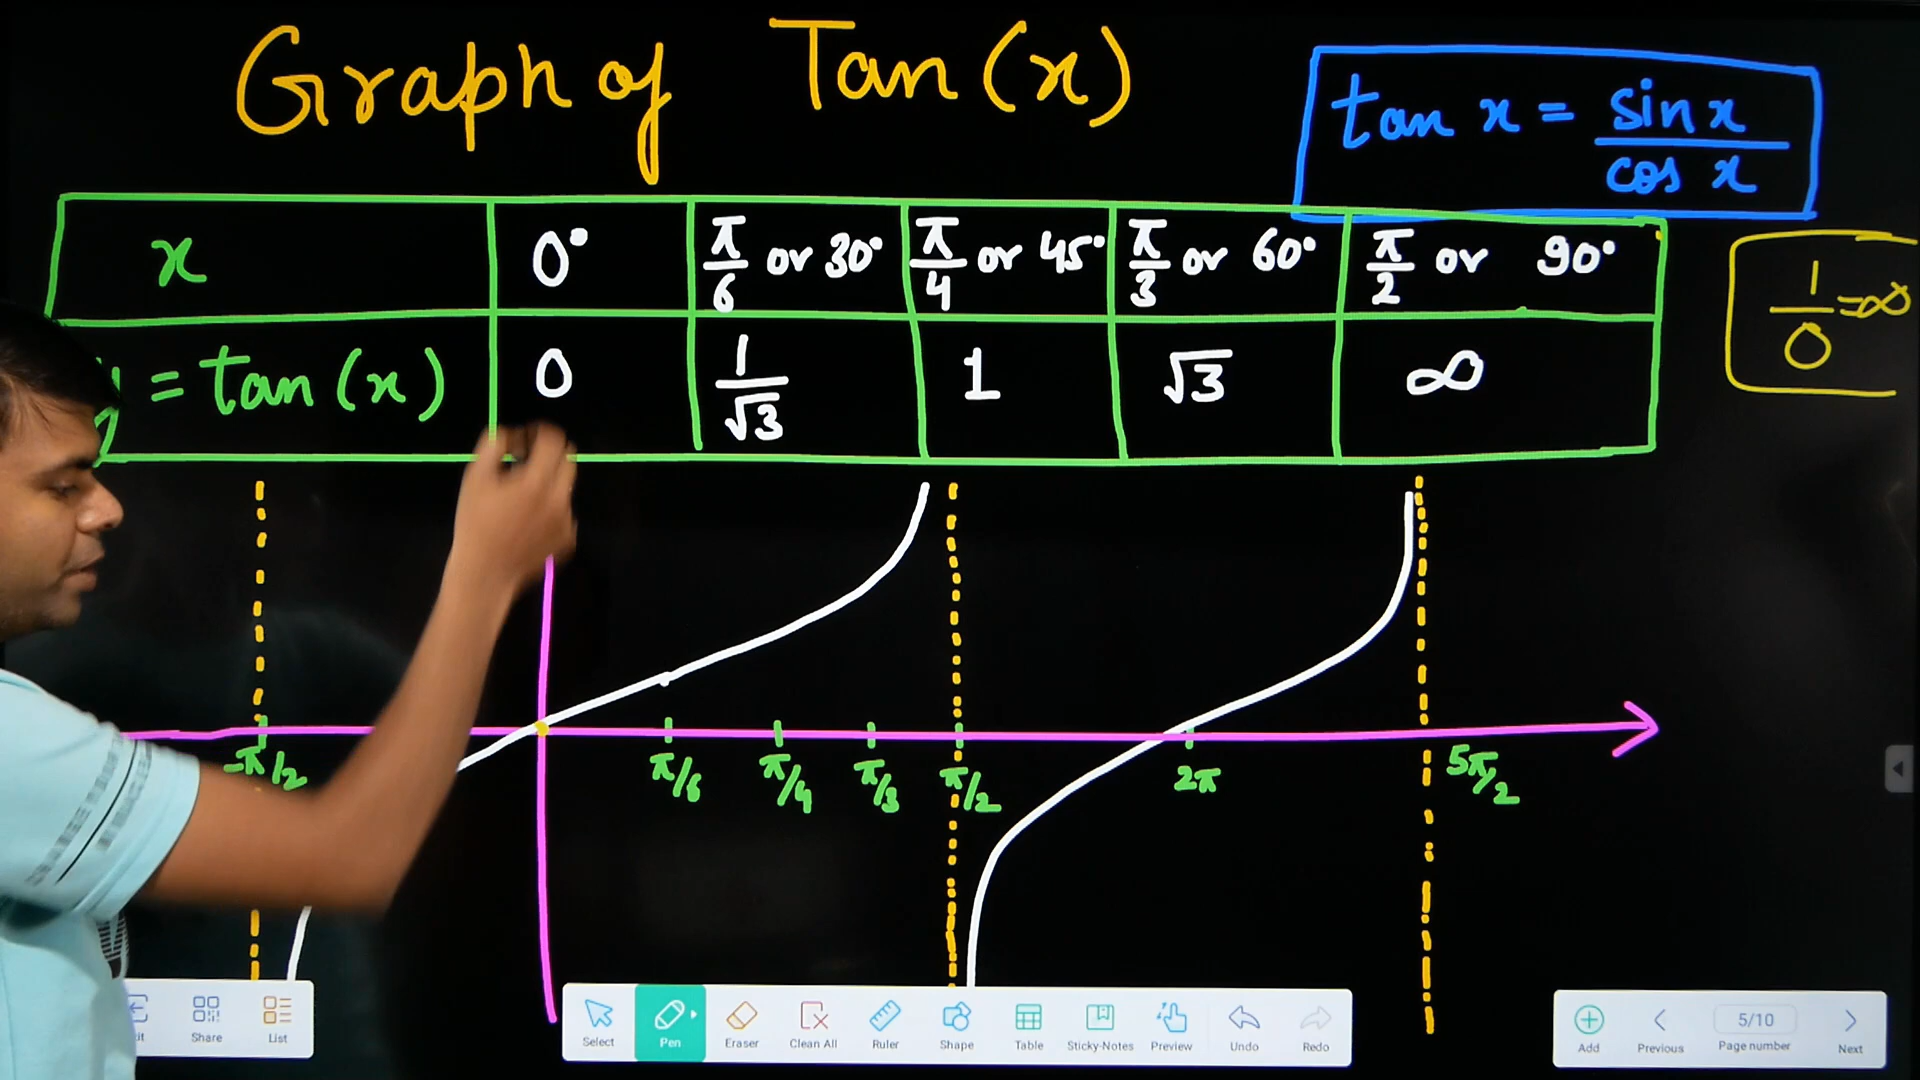 Graph of Tan(x)
tan x = sin x / cos x
x | 0° | π/6 or 30° | π/4 or 45° | π/3 or 60° | π/2 or 90°
y = tan(x) | 0 | 1/√3 | 1 | √3 | ∞
1/0 = ∞
-π/2 π/6 π/4 π/3 π/2 2π 5π/2
Share List
Select Pen Eraser Clean All Ruler Shape Table Sticky-Notes Preview Undo Redo
Add Previous 5/10 Page number Next